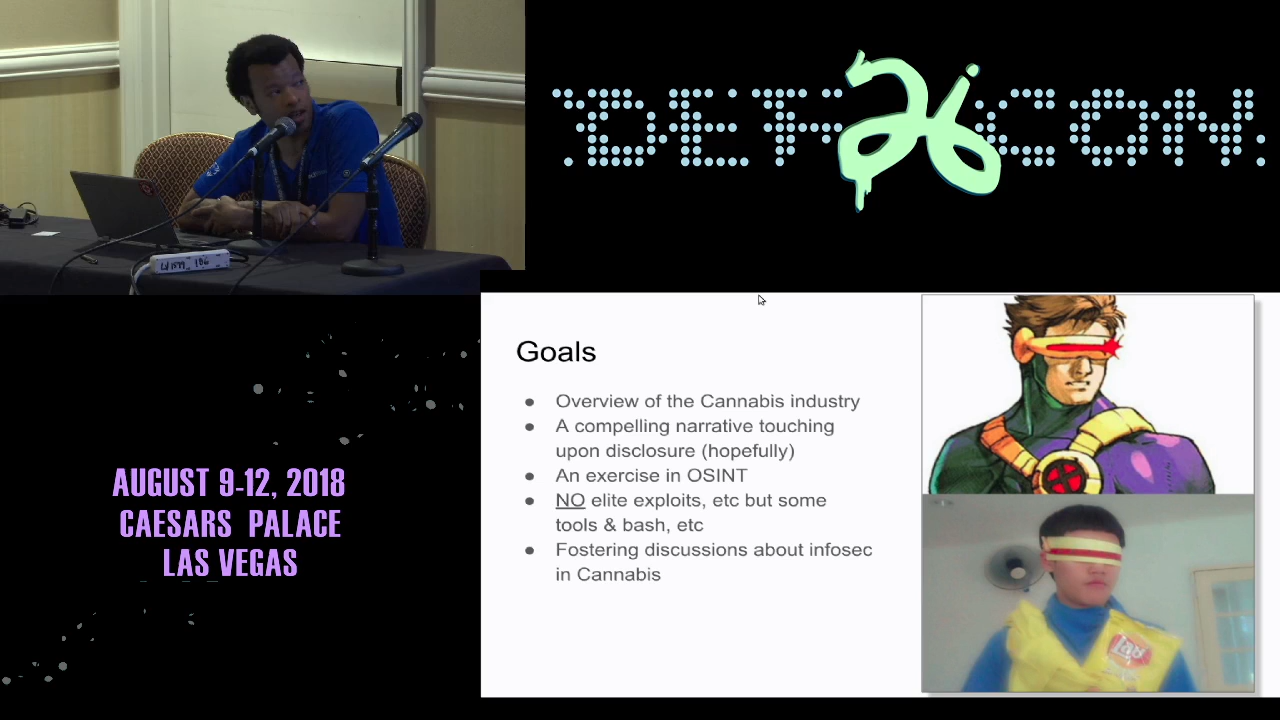 DEF 26 CON
AUGUST 9-12, 2018
CAESARS PALACE
LAS VEGAS
Goals
● Overview of the Cannabis industry
● A compelling narrative touching
upon disclosure (hopefully)
● An exercise in OSINT
● NO elite exploits, etc but some
tools & bash, etc
● Fostering discussions about infosec
in Cannabis
Lay's